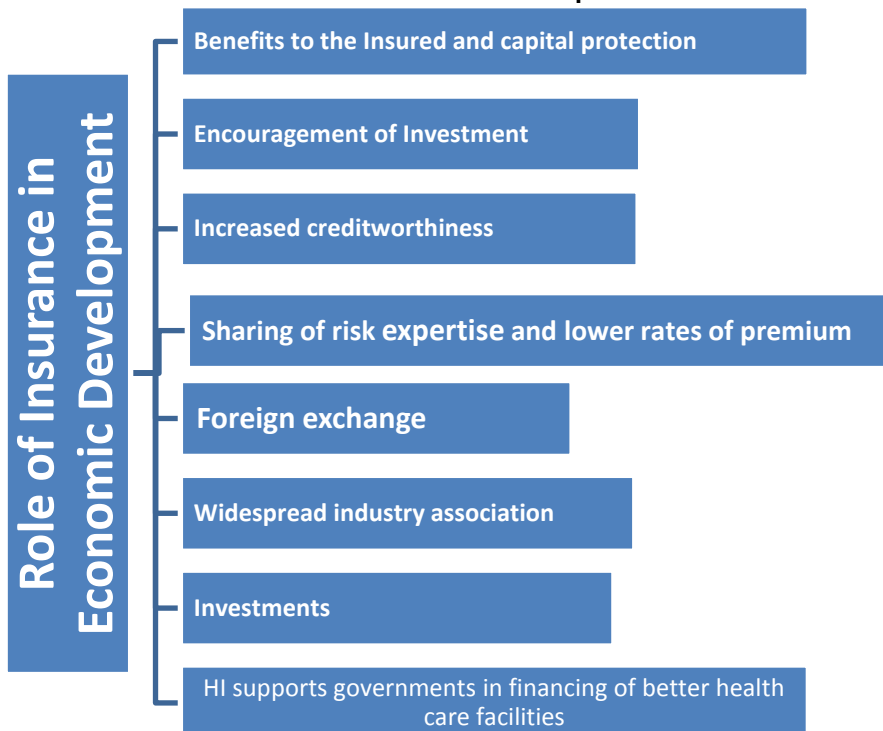 Role of Insurance in
Economic Development
Benefits to the Insured and capital protection
Encouragement of Investment
Increased creditworthiness
Sharing of risk expertise and lower rates of premium
Foreign exchange
Widespread industry association
Investments
HI supports governments in financing of better health
care facilities